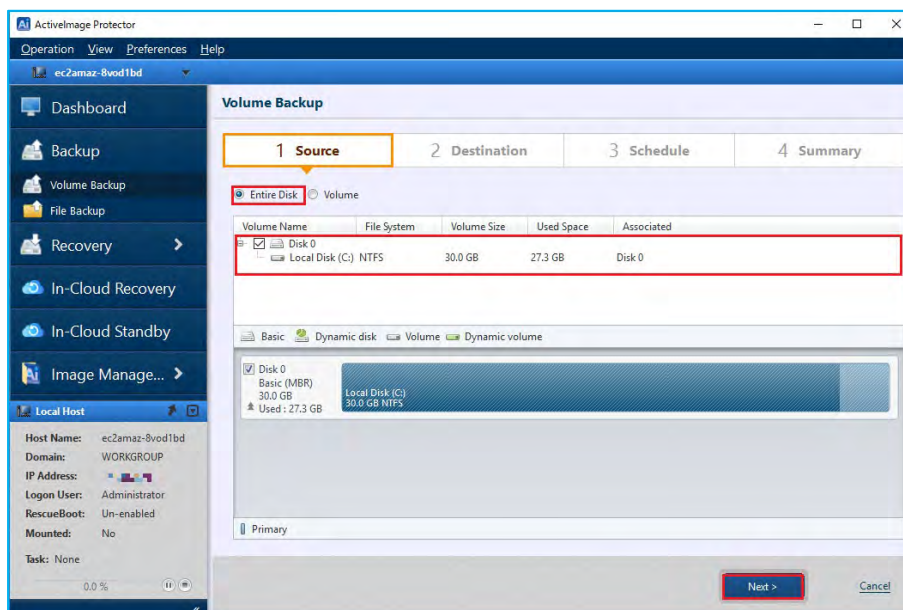 ActiveImage Protector
Operation View Preferences Help
ec2amaz-8vod1bd
Dashboard
Backup
Volume Backup
File Backup
Recovery
In-Cloud Recovery
In-Cloud Standby
Image Manage...
Local Host
Host Name: ec2amaz-8vod1bd
Domain: WORKGROUP
IP Address:
Logon User: Administrator
RescueBoot: Un-enabled
Mounted: No
Task: None
0.0 %
Volume Backup
1 Source 2 Destination 3 Schedule 4 Summary
Entire Disk Volume
Volume Name File System Volume Size Used Space Associated
Disk 0
Local Disk (C:) NTFS 30.0 GB 27.3 GB Disk 0
Basic Dynamic disk Volume Dynamic volume
Disk 0
Basic (MBR)
30.0 GB
Used : 27.3 GB
Local Disk (C:)
30.0 GB NTFS
Primary
Next > Cancel